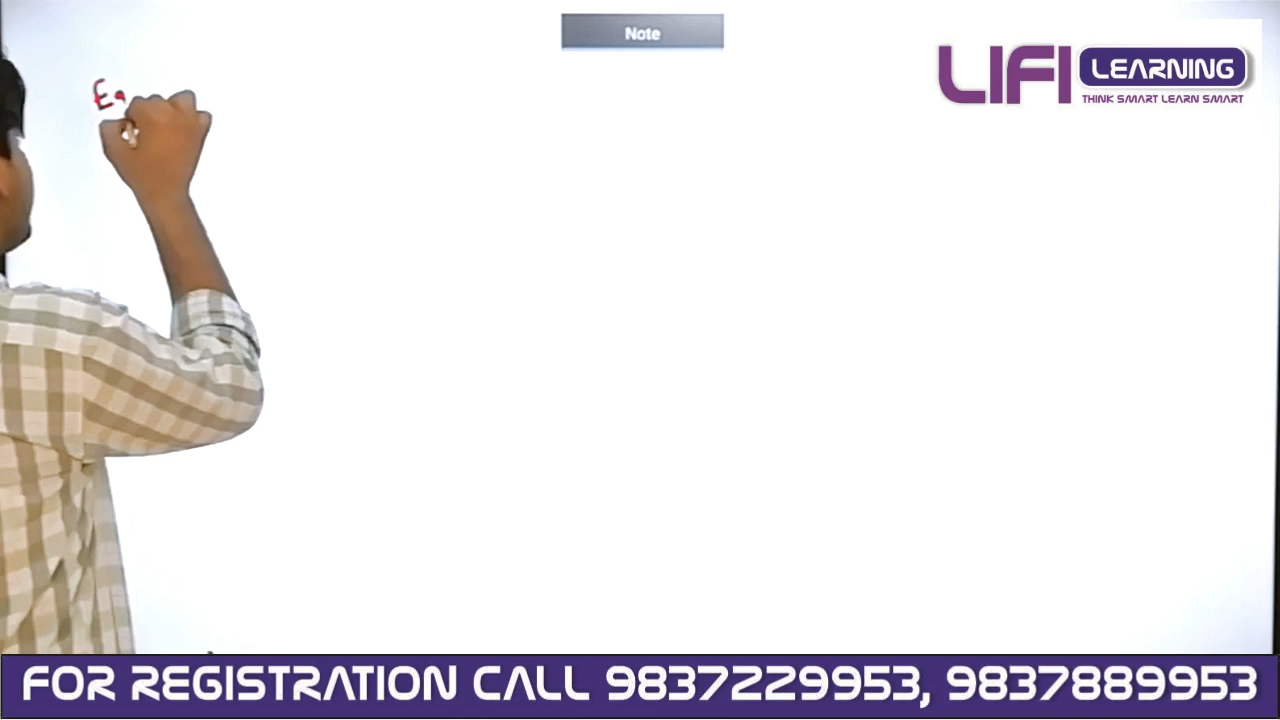 Note
LIFI LEARNING
THINK SMART LEARN SMART
FOR REGISTRATION CALL 9837229953, 9837889953